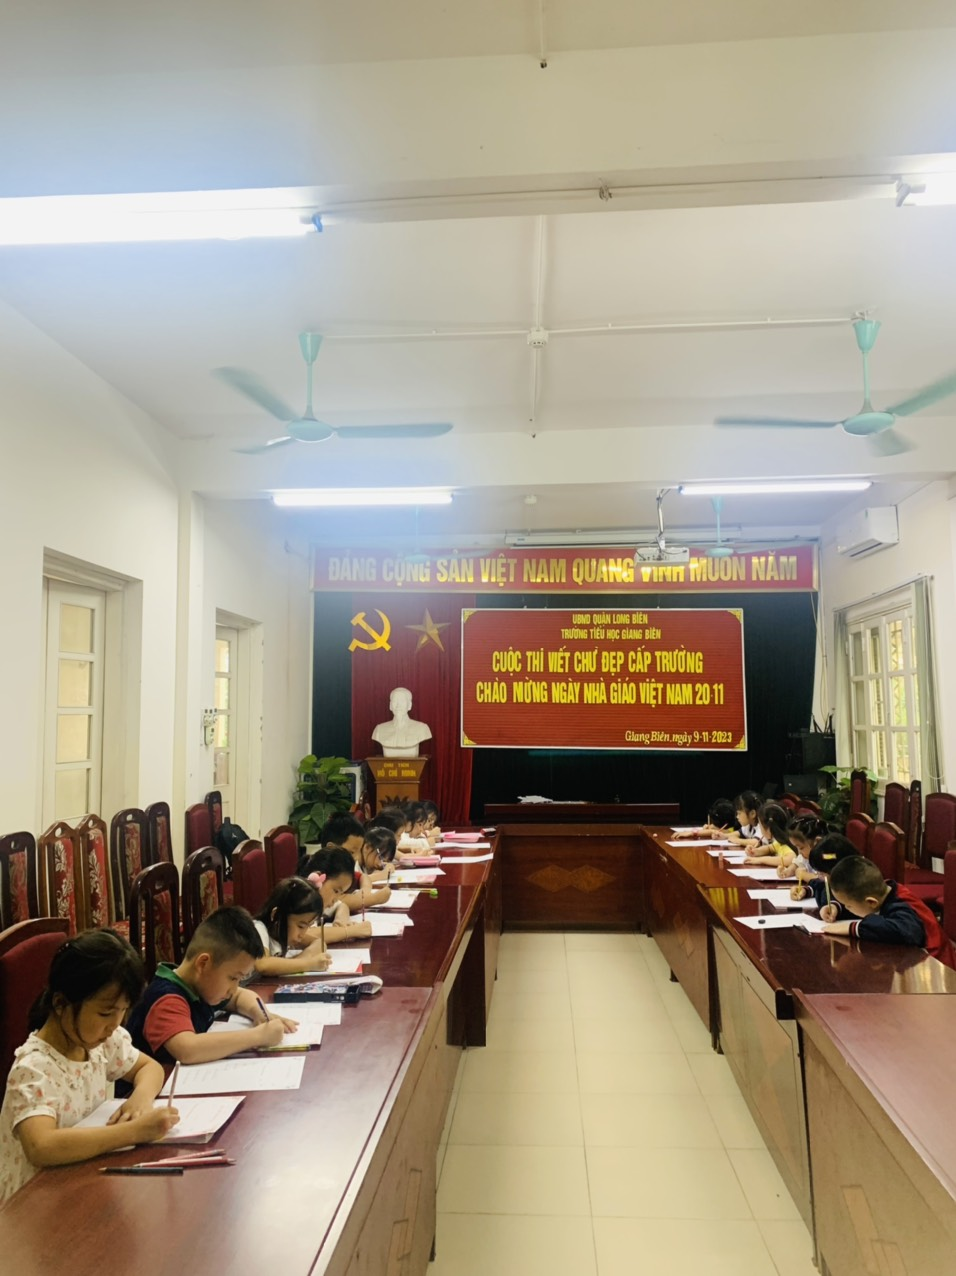 ĐẢNG CỘNG SẢN VIỆT NAM QUANG VINH MUÔN NĂM
UBND QUẬN LONG BIÊN
TRƯỜNG TIỂU HỌC GIANG BIÊN
CUỘC THI VIẾT CHỮ ĐẸP CẤP TRƯỜNG
CHÀO MỪNG NGÀY NHÀ GIÁO VIỆT NAM 20-11
Giang Biên, ngày 9-11-2023
HỒ CHÍ MINH